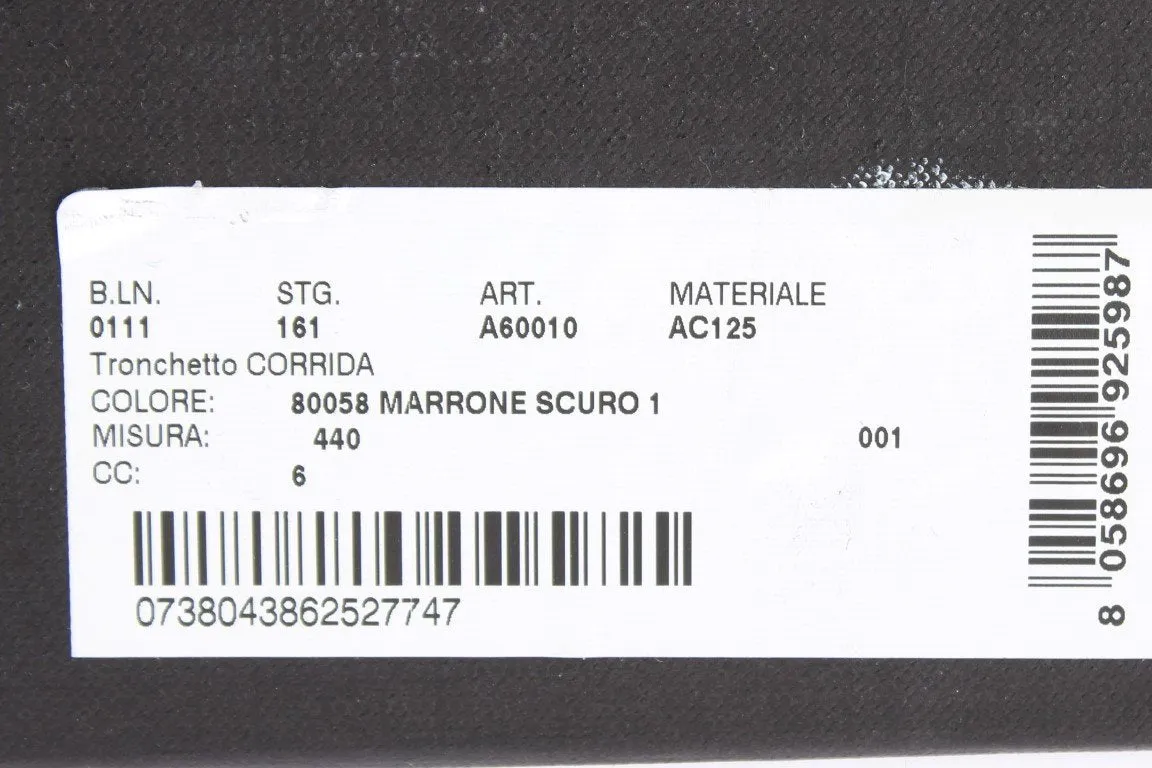 B.LN. STG. ART. MATERIALE
0111 161 A60010 AC125
Tronchetto CORRIDA
COLORE: 80058 MARRONE SCURO 1
MISURA: 440 001
CC: 6
0738043862527747
8 058696 925987